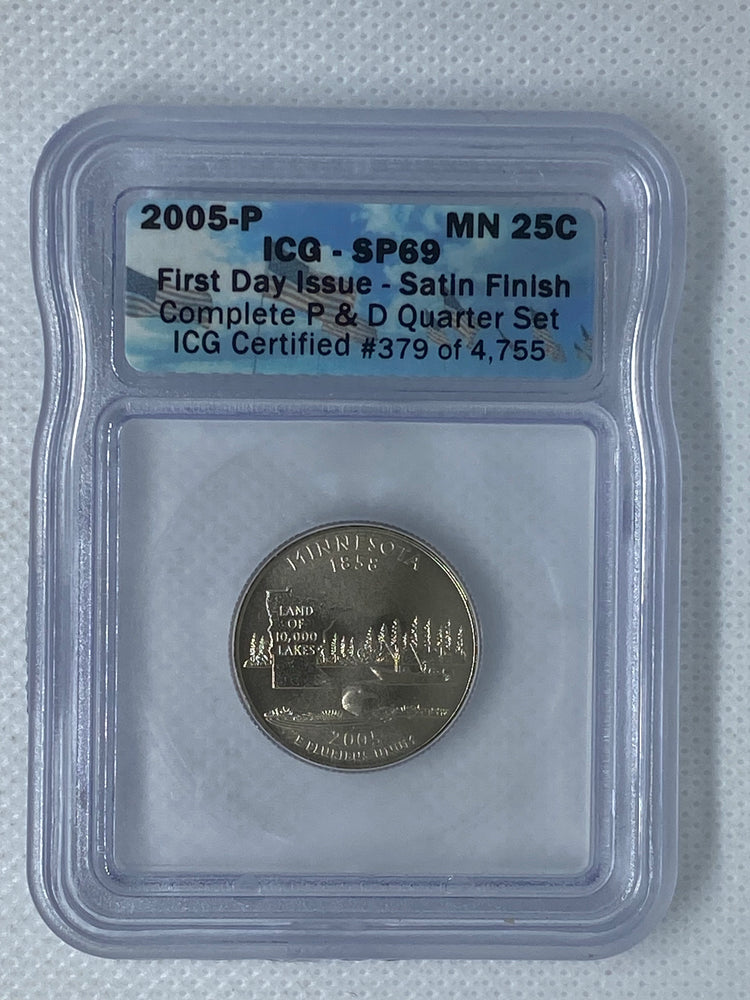 2005-P MN 25C
ICG - SP69
First Day Issue - Satin Finish
Complete P & D Quarter Set
ICG Certified #379 of 4,755
MINNESOTA
1858
LAND
OF
10,000
LAKES
2005
E PLURIBUS UNUM